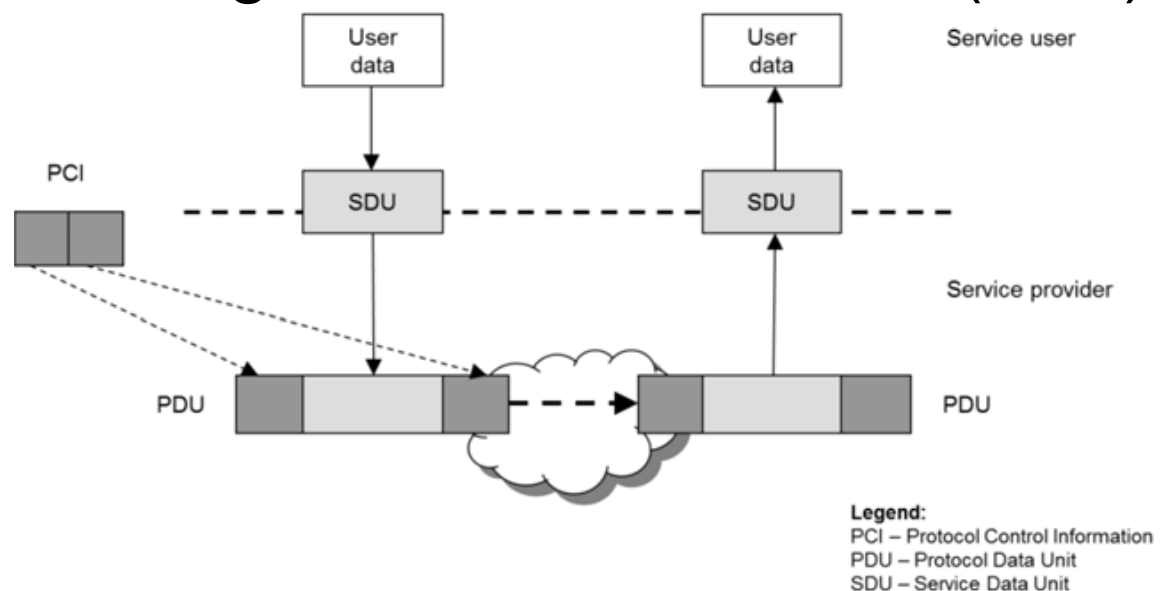 User
data
User
data
Service user
PCI
SDU
SDU
Service provider
PDU
PDU
Legend:
PCI – Protocol Control Information
PDU – Protocol Data Unit
SDU – Service Data Unit